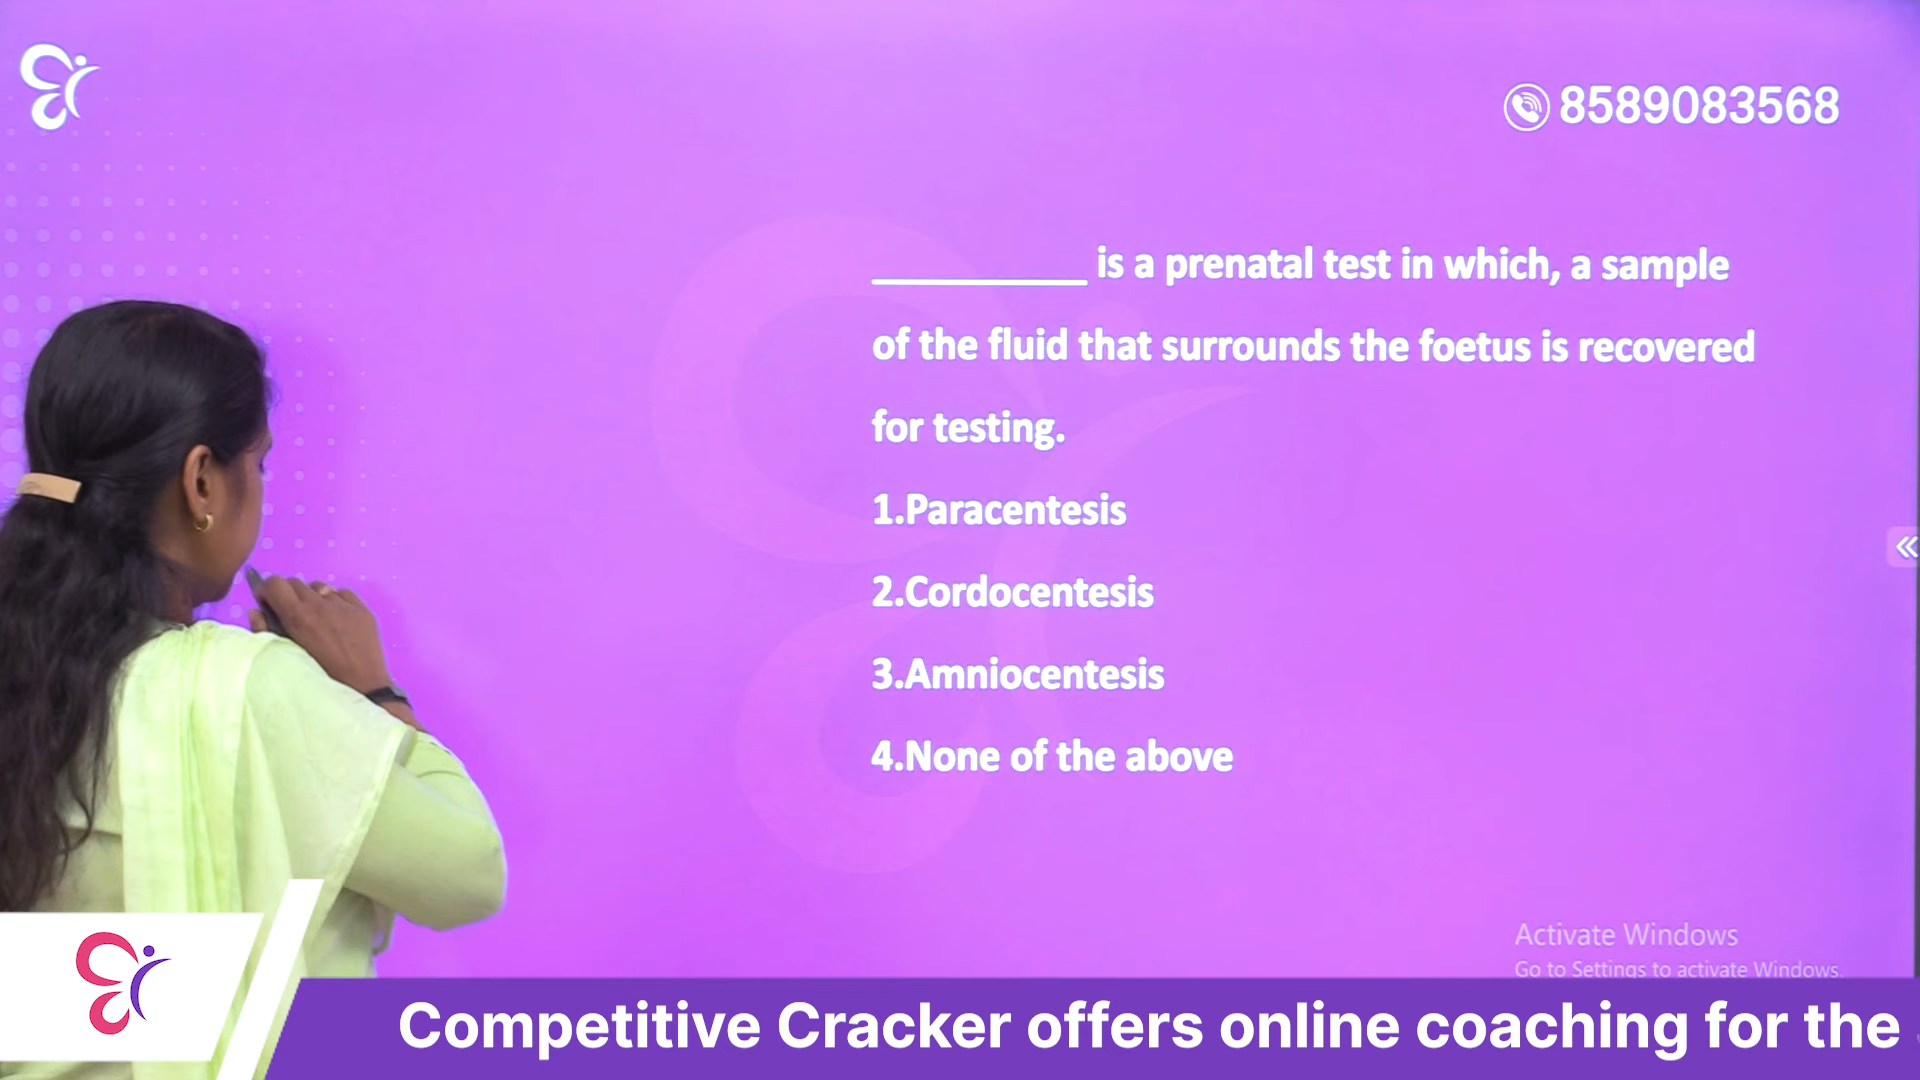 8589083568
__________ is a prenatal test in which, a sample
of the fluid that surrounds the foetus is recovered
for testing.
1.Paracentesis
2.Cordocentesis
3.Amniocentesis
4.None of the above
Activate Windows
Go to Settings to activate Windows.
Competitive Cracker offers online coaching for the